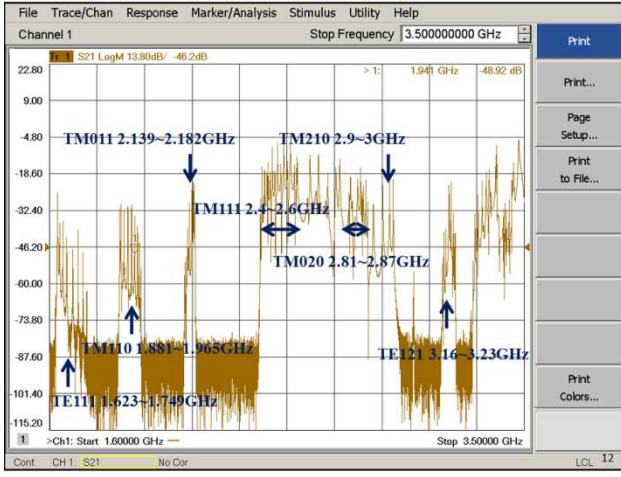 File Trace/Chan Response Marker/Analysis Stimulus Utility Help
Channel 1 Stop Frequency 3.500000000 GHz
Print
Tr 1 S21 LogM 13.80dB/ -46.2dB
>1: 1.941 GHz -48.92 dB
22.80
9.00
-4.80
-18.60
-32.40
-46.20
-60.00
-73.80
-87.60
-101.40
-115.20
TM011 2.139~2.182GHz
TM210 2.9~3GHz
TM111 2.4~2.6GHz
TM020 2.81~2.87GHz
TM110 1.881~1.965GHz
TE121 3.16~3.23GHz
TE111 1.623~1.749GHz
Print...
Page
Setup...
Print
to File...
Print
Colors...
1 >Ch1: Start 1.60000 GHz Stop 3.50000 GHz
Cont. CH 1: S21 No Cor LCL 12